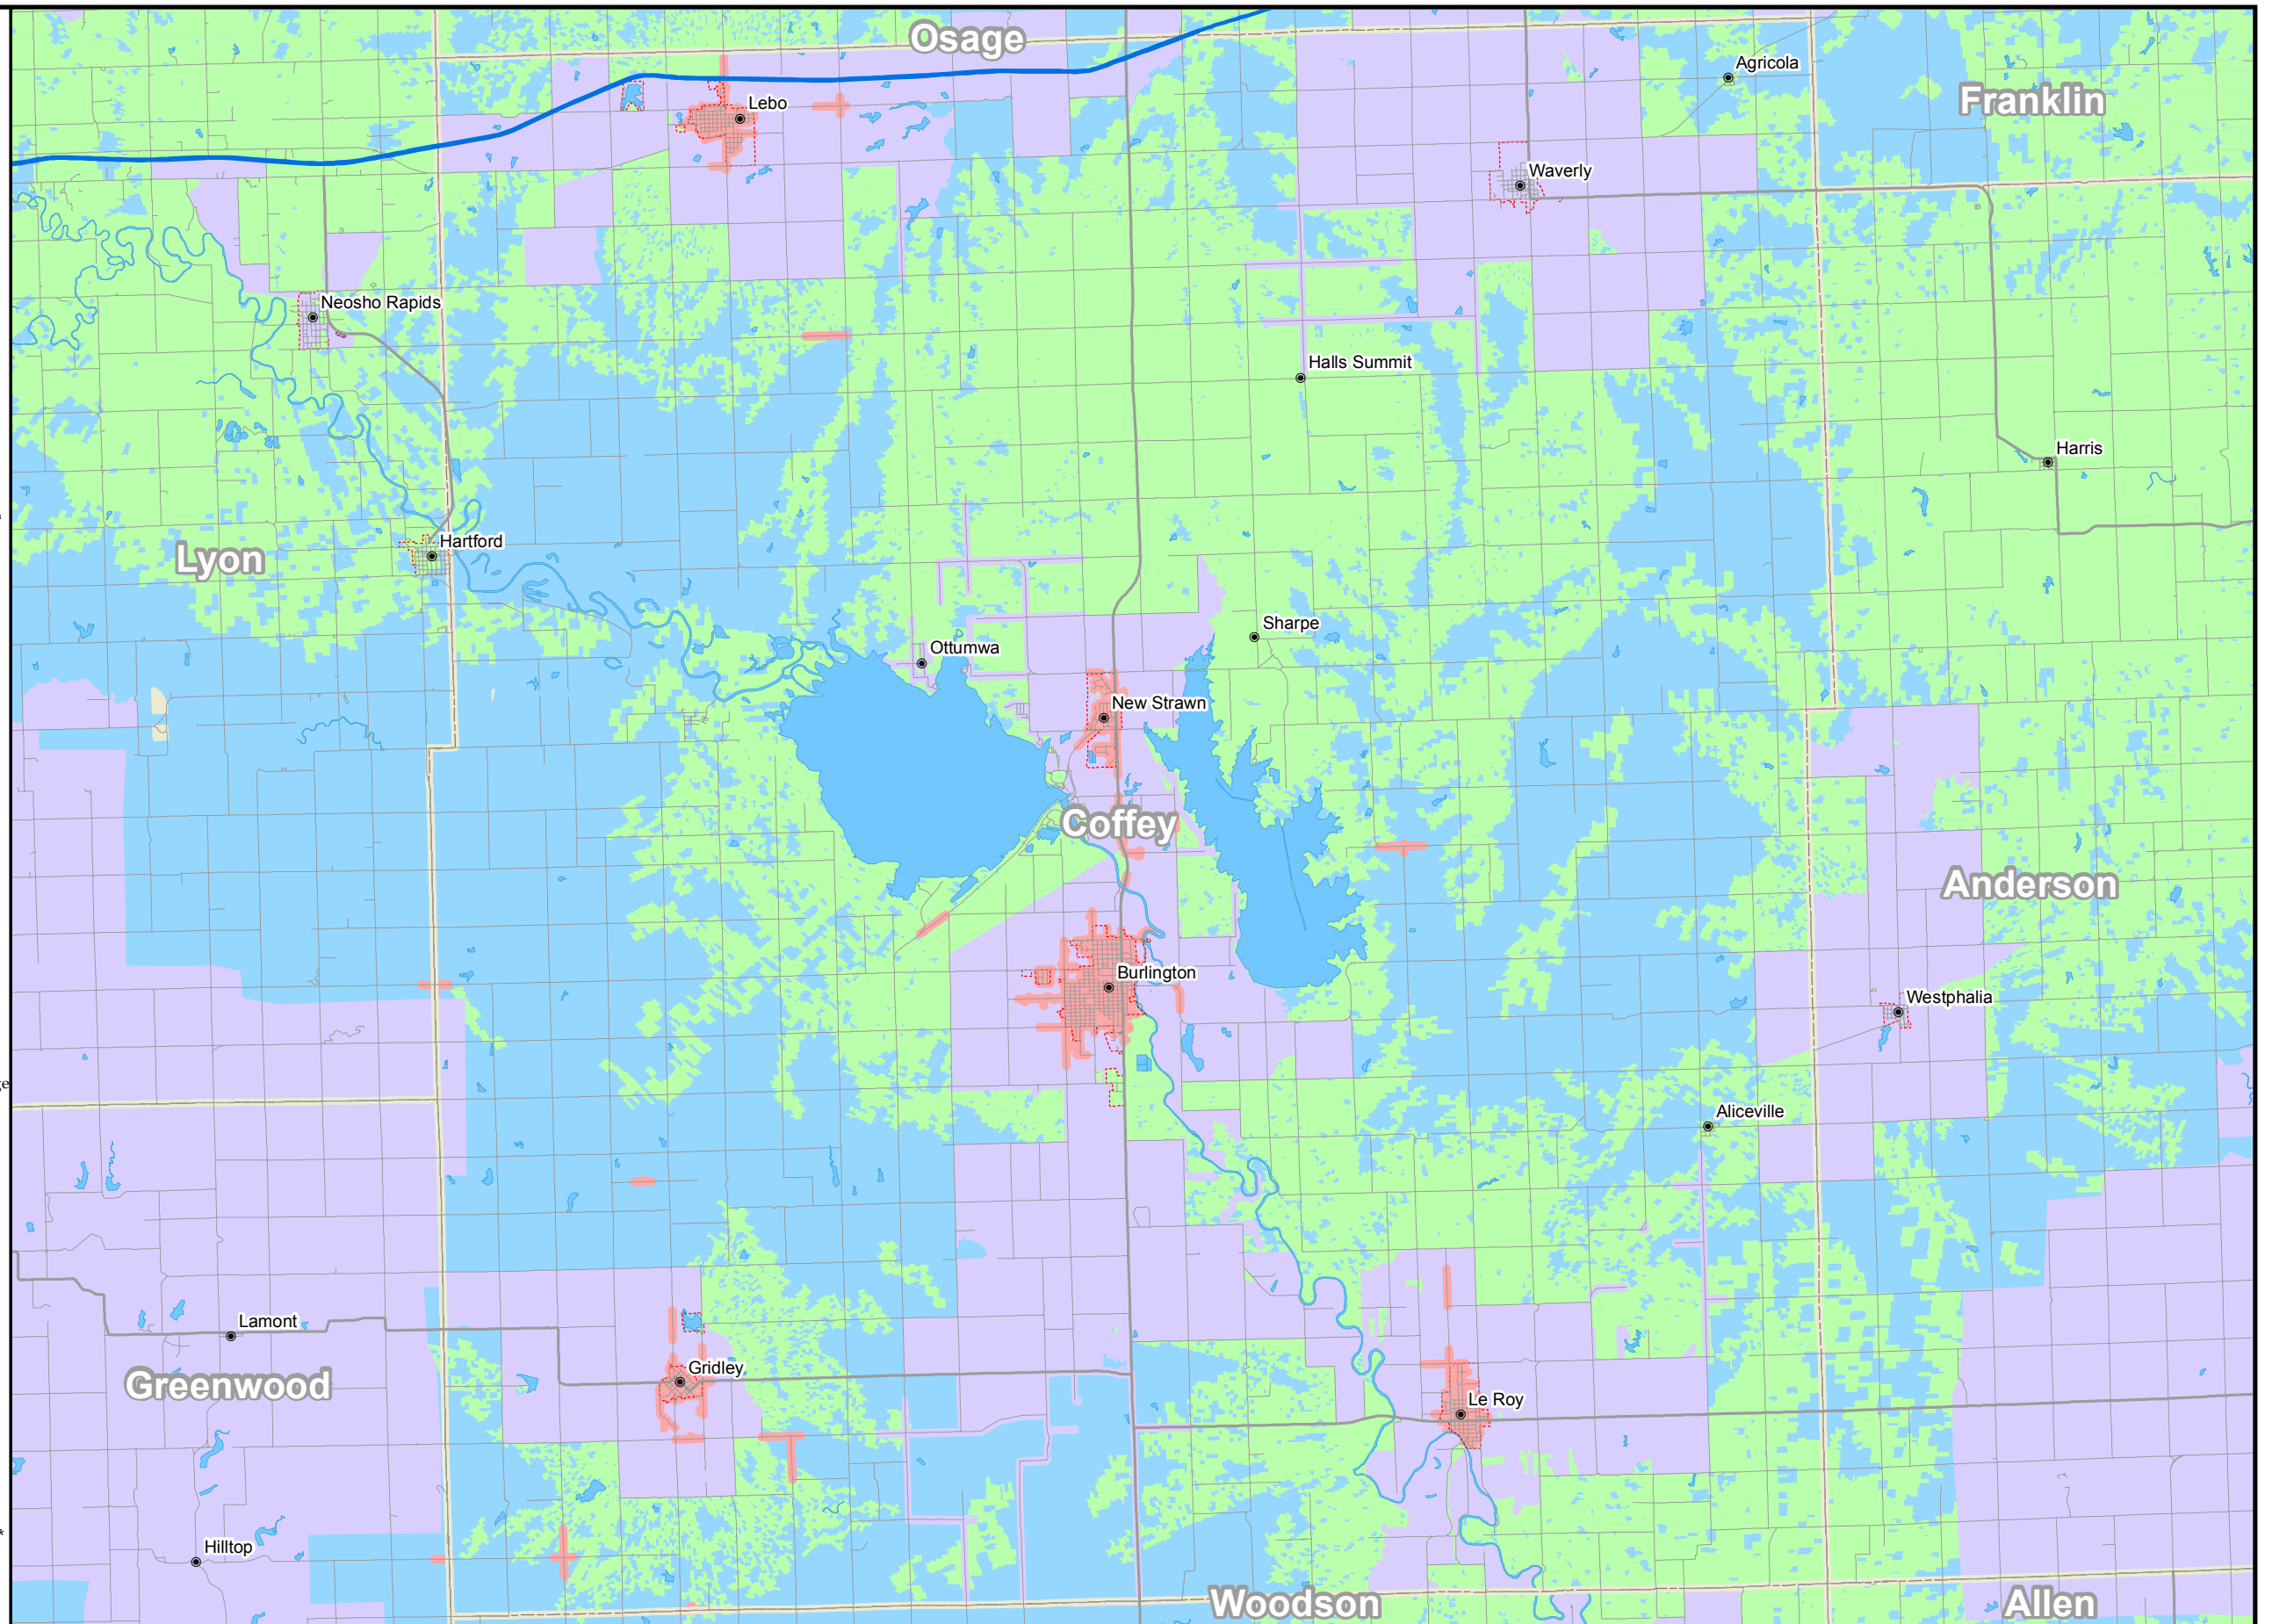 Osage
Agricola
Franklin
Lebo
Waverly
Neosho Rapids
Halls Summit
Harris
Hartford
Lyon
Sharpe
Ottumwa
New Strawn
Coffey
Anderson
Burlington
Westphalia
ge
Aliceville
Lamont
Gridley
Greenwood
Le Roy
*
Hilltop
Woodson
Allen